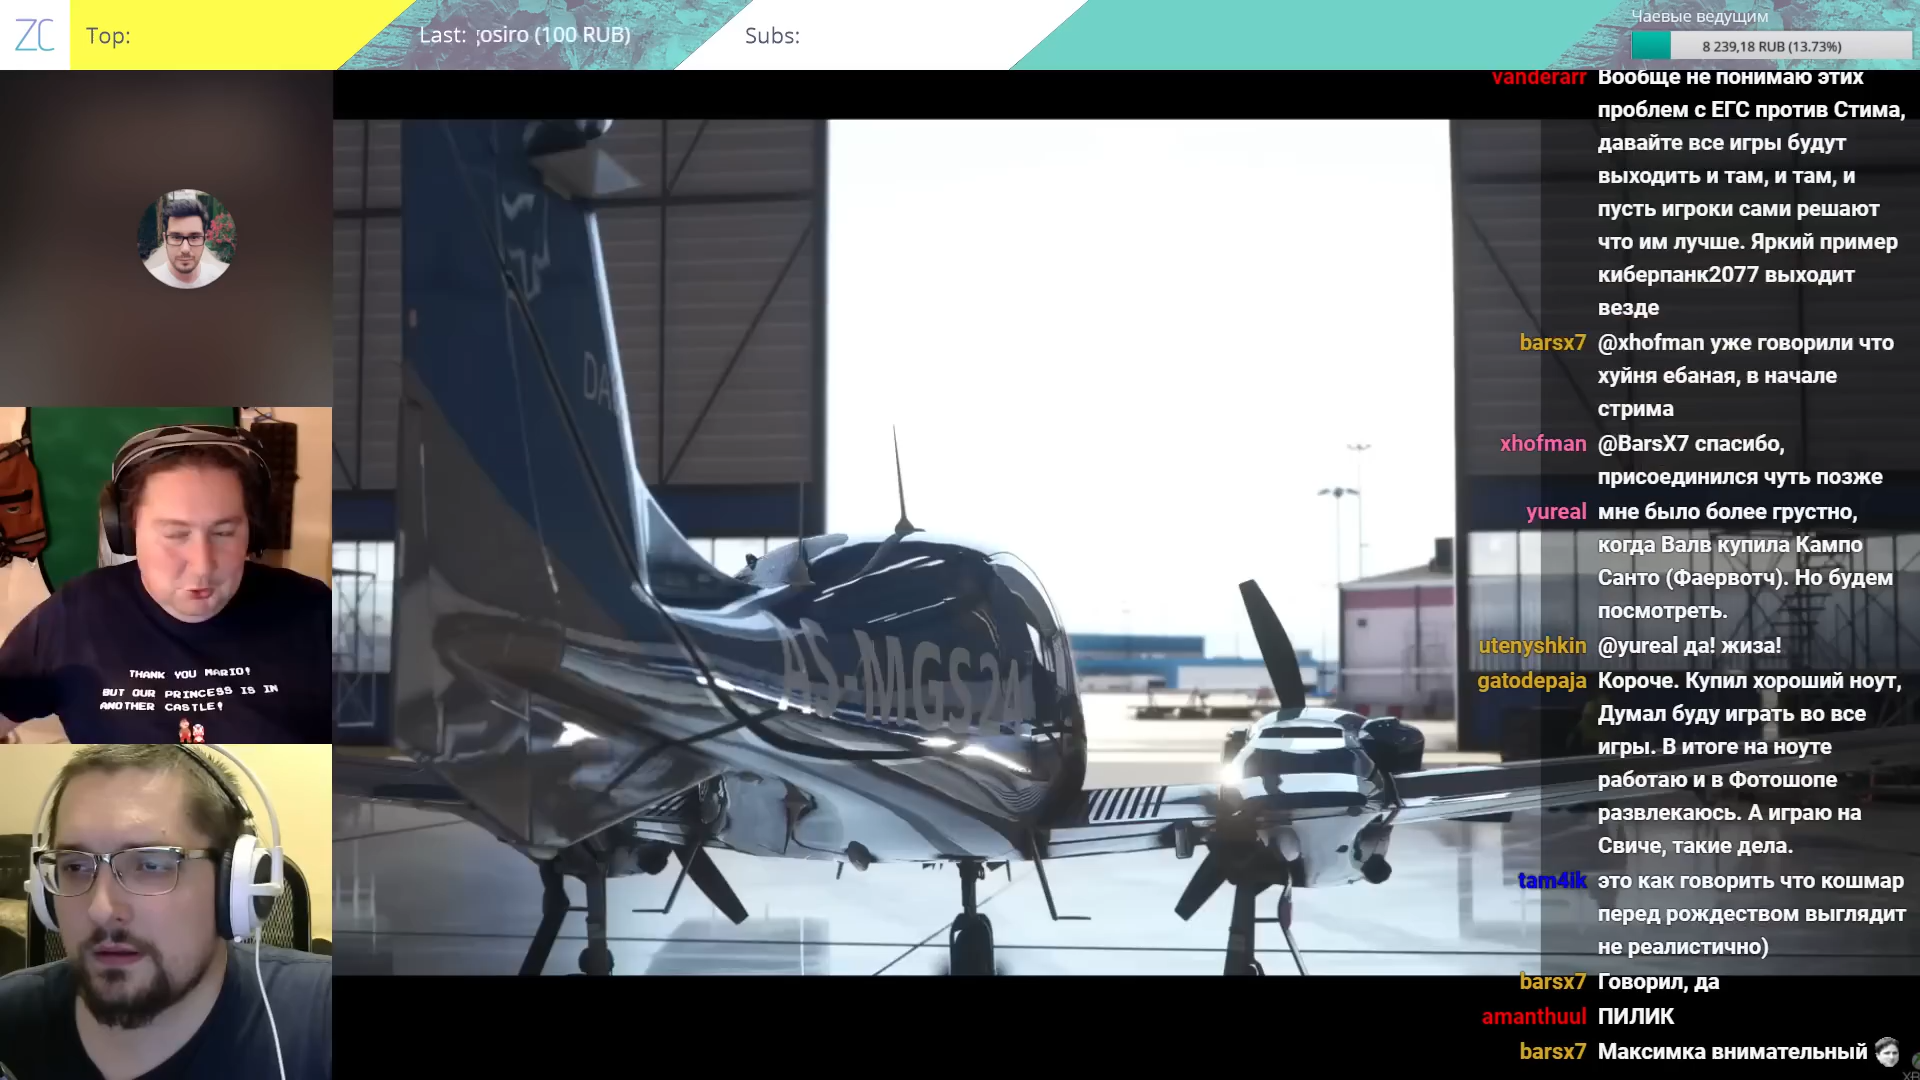 ZC
Top:
Last: gosiro (100 RUB)
Subs:
Чаевые ведущим
8 239,18 RUB (13.73%)
vanderarr Вообще не понимаю этих
проблем с ЕГС против Стима,
давайте все игры будут
выходить и там, и там, и
пусть игроки сами решают
что им лучше. Яркий пример
киберпанк2077 выходит
везде
barsx7 @xhofman уже говорили что
хуйня ебаная, в начале
стрима
xhofman @BarsX7 спасибо,
присоединился чуть позже
yureal мне было более грустно,
когда Валв купила Кампо
Санто (Фаервотч). Но будем
посмотреть.
utenyshkin @yureal да! жиза!
gatodepaja Короче. Купил хороший ноут,
Думал буду играть во все
игры. В итоге на ноуте
работаю и в Фотошопе
развлекаюсь. А играю на
Свиче, такие дела.
tam4ik это как говорить что кошмар
перед рождеством выглядит
не реалистично)
barsx7 Говорил, да
amanthuul ПИЛИК
barsx7 Максимка внимательный
THANK YOU MARIO!
BUT OUR PRINCESS IS IN
ANOTHER CASTLE!
DA
AS-MGS24